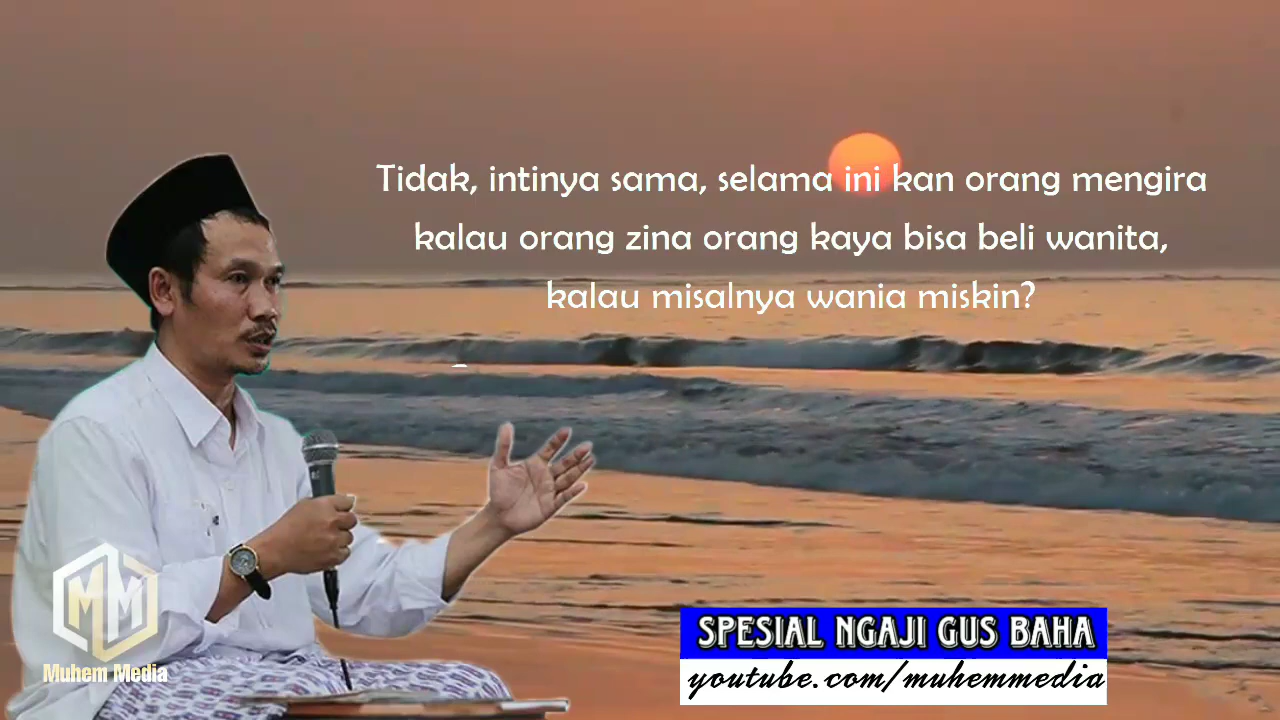 Tidak, intinya sama, selama ini kan orang mengira
kalau orang zina orang kaya bisa beli wanita,
kalau misalnya wania miskin?
MM
Muhem Media
SPESIAL NGAJI GUS BAHA
youtube.com/muhemmedia